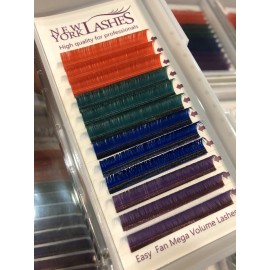 NEW YORK LASHES
High quality for professionals
Easy Fan Mega Volume Lashes